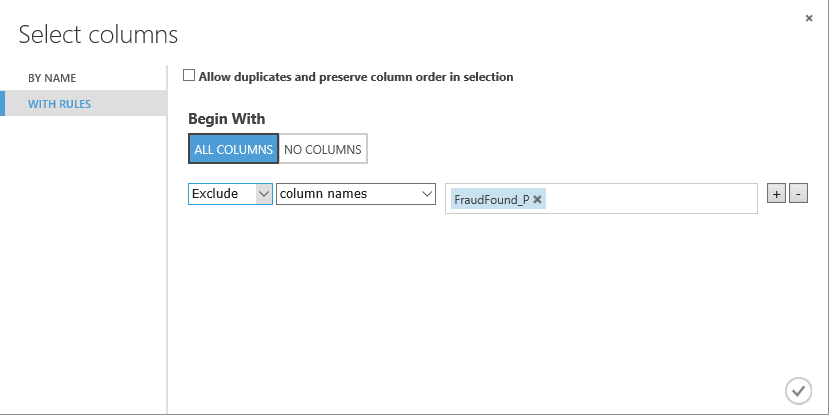 Select columns
BY NAME
WITH RULES
Allow duplicates and preserve column order in selection
Begin With
ALL COLUMNS NO COLUMNS
Exclude column names FraudFound_P × + -